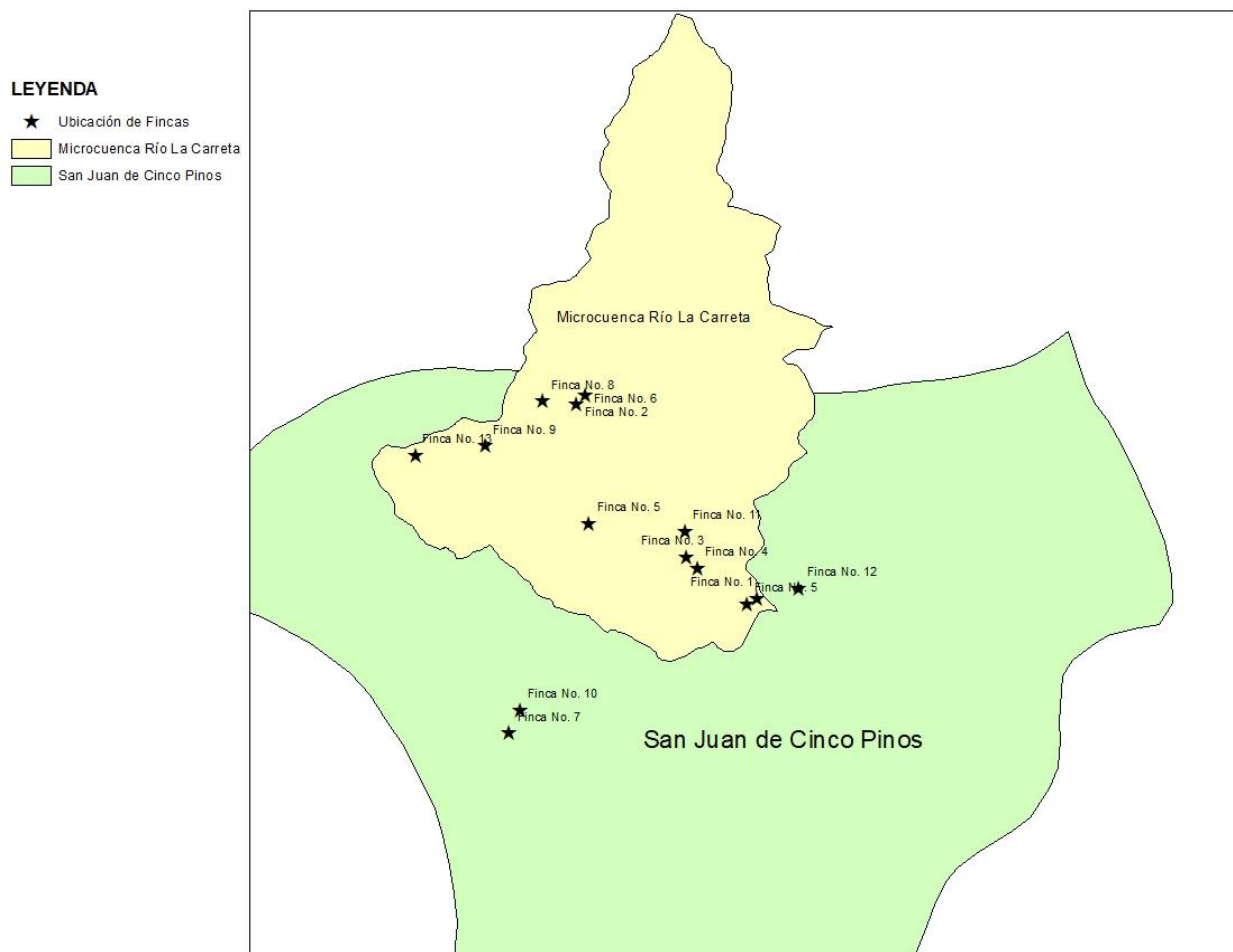 LEYENDA
Ubicación de Fincas
Microcuenca Río La Carreta
San Juan de Cinco Pinos
Microcuenca Río La Carreta
Finca No. 8
Finca No. 6
Finca No. 2
Finca No. 9
Finca No. 13
Finca No. 5
Finca No. 11
Finca No. 3
Finca No. 4
Finca No. 12
Finca No. 1
Finca No. 5
Finca No. 10
Finca No. 7
San Juan de Cinco Pinos